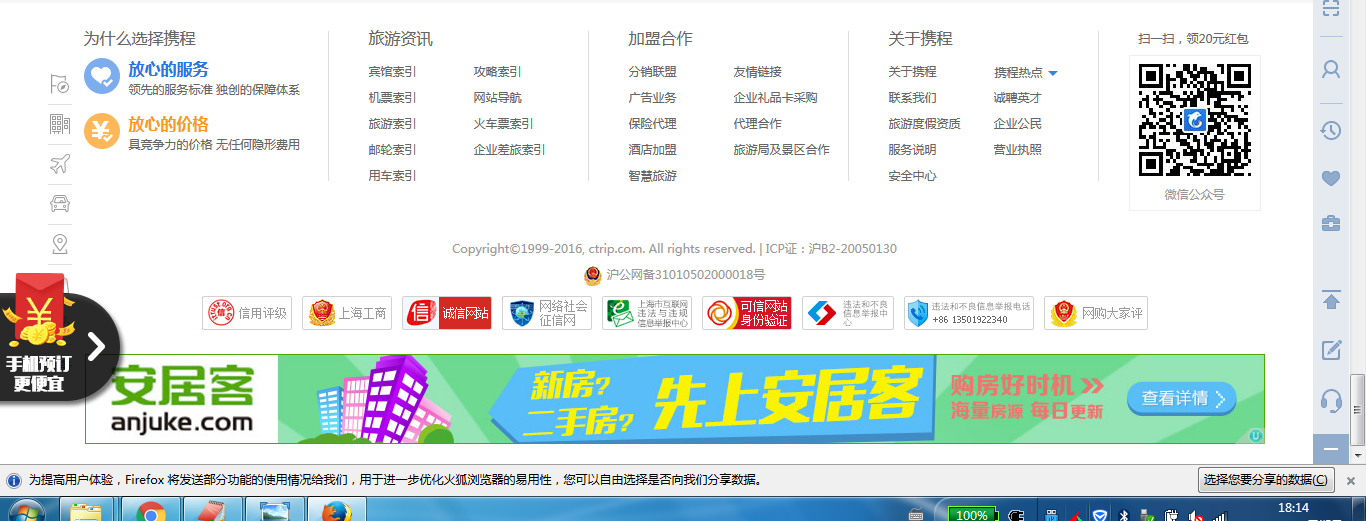 为什么选择携程
放心的服务
领先的服务标准 独创的保障体系
放心的价格
具竞争力的价格 无任何隐形费用
旅游资讯
宾馆索引 攻略索引
机票索引 网站导航
旅游索引 火车票索引
邮轮索引 企业差旅索引
用车索引
加盟合作
分销联盟 友情链接
广告业务 企业礼品卡采购
保险代理 代理合作
酒店加盟 旅游局及景区合作
智慧旅游
关于携程
关于携程 携程热点
联系我们 诚聘英才
旅游度假资质 企业公民
服务说明 营业执照
安全中心
扫一扫，领20元红包
微信公众号
Copyright©1999-2016, ctrip.com. All rights reserved. | ICP证：沪B2-20050130
沪公网备31010502000018号
信用评级
上海工商
信 诚信网站
网络社会
征信网
上海市互联网
违法与违规
信息举报中心
可信网站
身份验证
违法和不良
信息举报中
心
违法和不良信息举报电话
+86 13501922340
网购大家评
手机预订
更便宜
安居客
anjuke.com
新房?
二手房?
先上安居客
购房好时机
海量房源 每日更新
查看详情
为提高用户体验，Firefox 将发送部分功能的使用情况给我们，用于进一步优化火狐浏览器的易用性，您可以自由选择是否向我们分享数据。
选择您要分享的数据(C)
100%
18:14